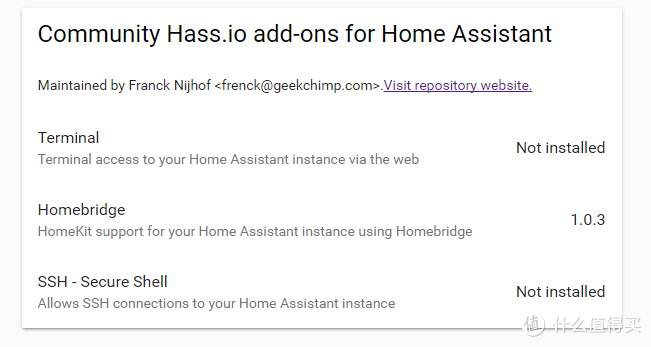 Community Hass.io add-ons for Home Assistant
Maintained by Franck Nijhof <frenck@geekchimp.com>.Visit repository website.
Terminal
Terminal access to your Home Assistant instance via the web
Not installed
Homebridge
HomeKit support for your Home Assistant instance using Homebridge
1.0.3
SSH - Secure Shell
Allows SSH connections to your Home Assistant instance
Not installed
值 什么值得买